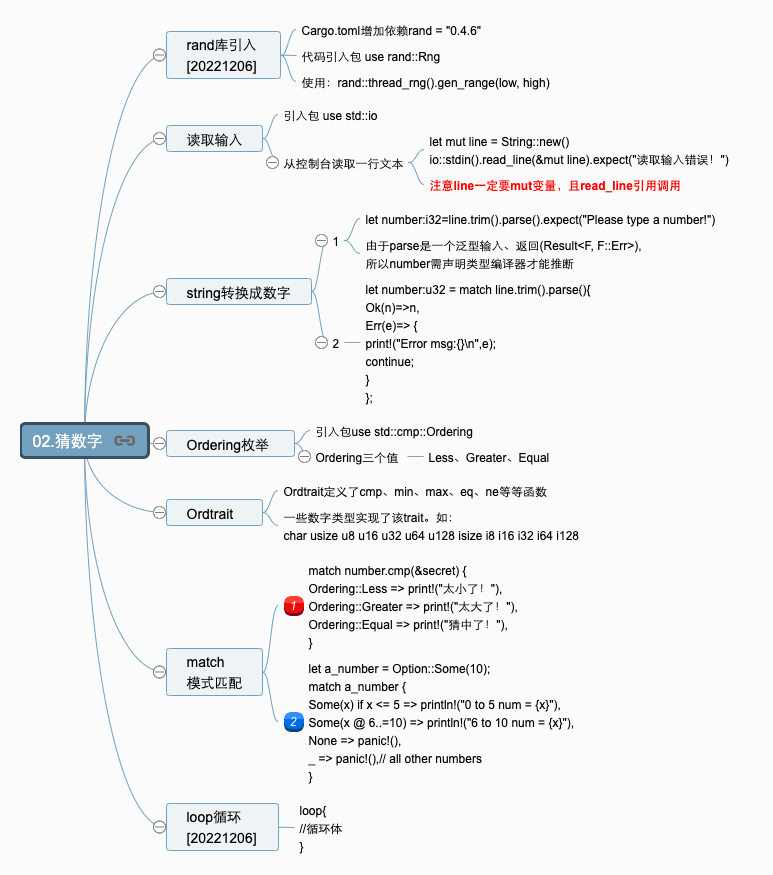 02.猜数字
rand库引入
[20221206]
Cargo.toml增加依赖rand = "0.4.6"
代码引入包 use rand::Rng
使用：rand::thread_rng().gen_range(low, high)
读取输入
引入包 use std::io
从控制台读取一行文本
let mut line = String::new()
io::stdin().read_line(&mut line).expect("读取输入错误！")
注意line一定要mut变量，且read_line引用调用
string转换成数字
1
let number:i32=line.trim().parse().expect("Please type a number!")
由于parse是一个泛型输入、返回(Result<F, F::Err>),
所以number需声明类型编译器才能推断
2
let number:u32 = match line.trim().parse(){
Ok(n)=>n,
Err(e)=> {
print!("Error msg:{}\n",e);
continue;
}
};
Ordering枚举
引入包use std::cmp::Ordering
Ordering三个值
Less、Greater、Equal
Ordtrait
Ordtrait定义了cmp、min、max、eq、ne等等函数
一些数字类型实现了该trait。如：
char usize u8 u16 u32 u64 u128 isize i8 i16 i32 i64 i128
match
模式匹配
1
match number.cmp(&secret) {
Ordering::Less => print!("太小了！"),
Ordering::Greater => print!("太大了！"),
Ordering::Equal => print!("猜中了！"),
}
2
let a_number = Option::Some(10);
match a_number {
Some(x) if x <= 5 => println!("0 to 5 num = {x}"),
Some(x @ 6..=10) => println!("6 to 10 num = {x}"),
None => panic!(),
_ => panic!(),// all other numbers
}
loop循环
[20221206]
loop{
//循环体
}